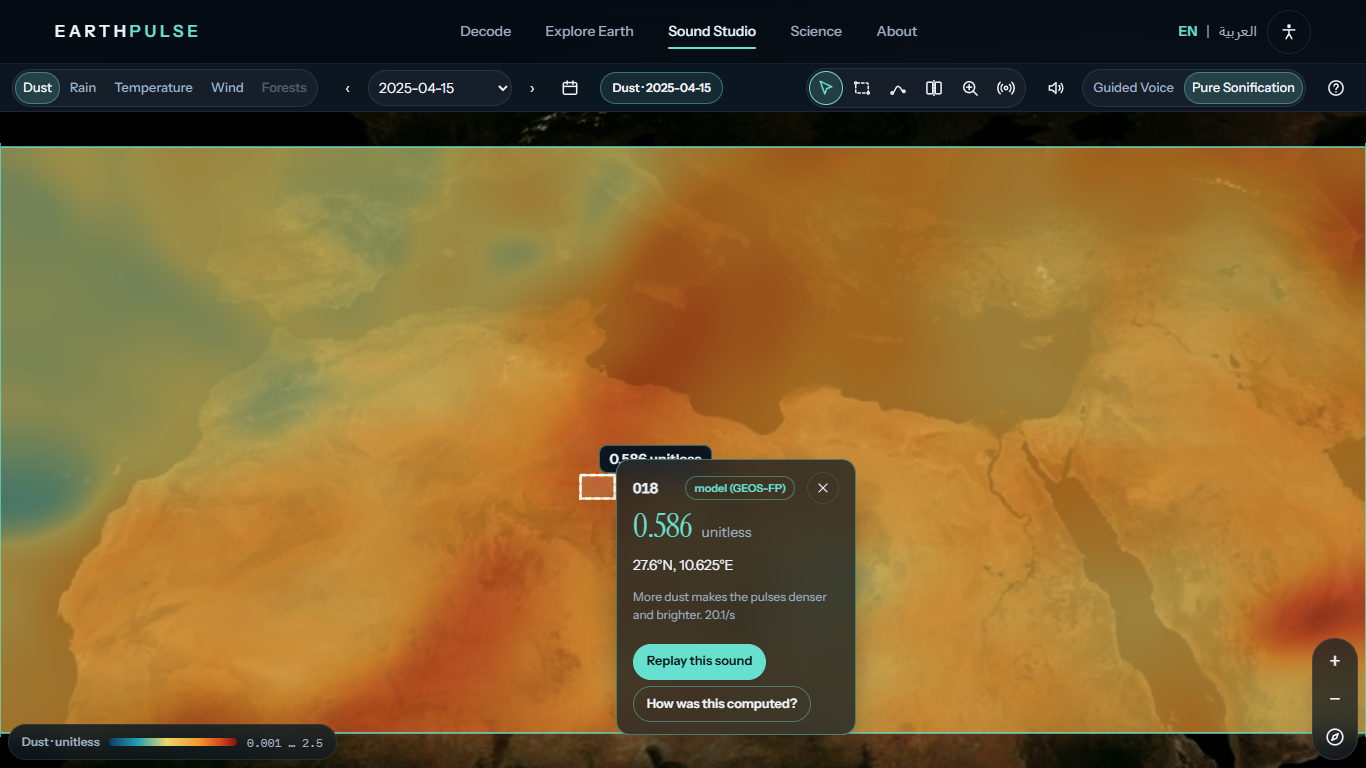 EARTHPULSE
Decode
Explore Earth
Sound Studio
Science
About
EN | العربية
Dust
Rain
Temperature
Wind
Forests
‹
2025-04-15
›
Dust·2025-04-15
Guided Voice
Pure Sonification
0.586 unitless
018
model (GEOS-FP)
0.586 unitless
27.6°N, 10.625°E
More dust makes the pulses denser
and brighter. 20.1/s
Replay this sound
How was this computed?
Dust·unitless
0.001 … 2.5
+
−